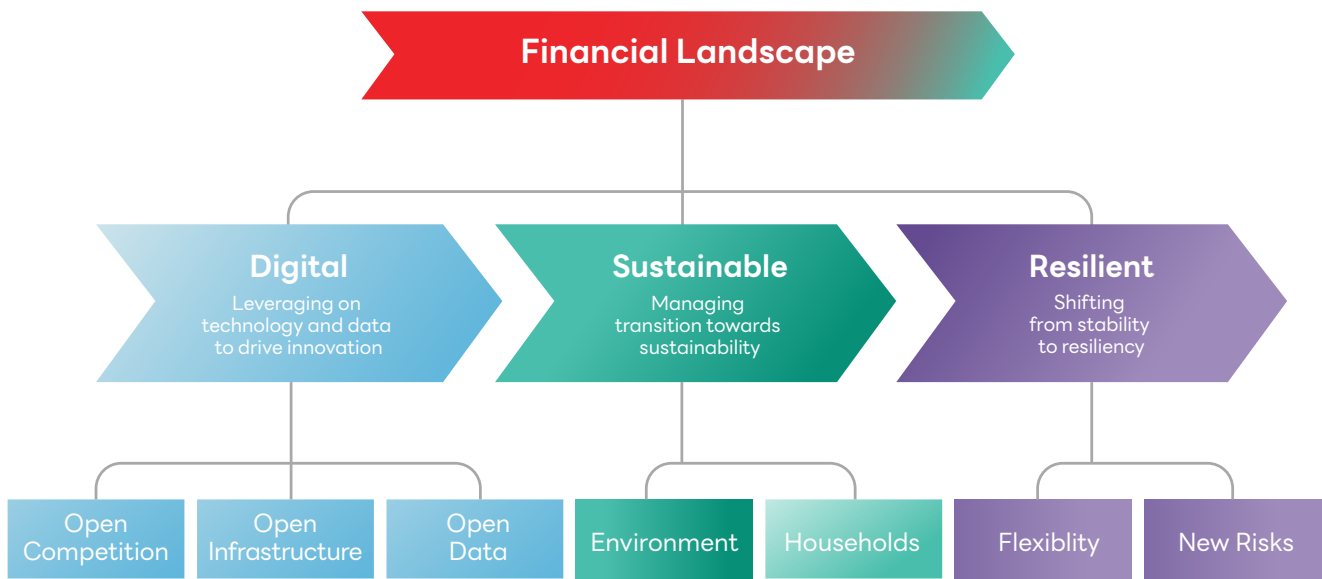 Financial Landscape
Digital
Leveraging on
technology and data
to drive innovation
Sustainable
Managing
transition towards
sustainability
Resilient
Shifting
from stability
to resiliency
Open
Competition
Open
Infrastructure
Open
Data
Environment
Households
Flexiblity
New Risks